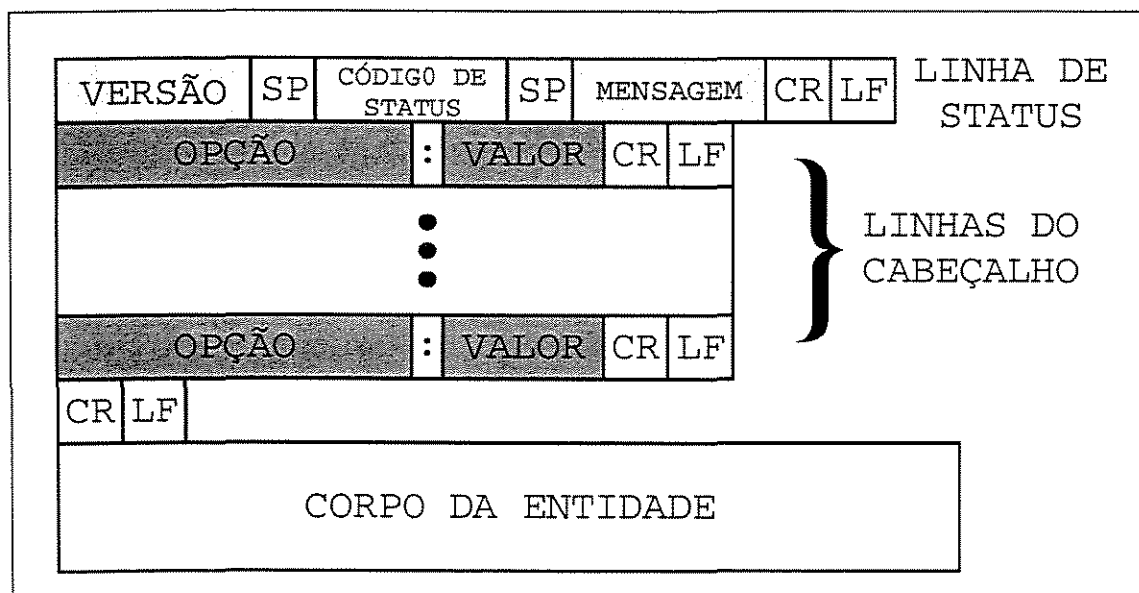 VERSÃO SP CÓDIGO DE STATUS SP MENSAGEM CR LF
LINHA DE STATUS
OPÇÃO : VALOR CR LF
LINHAS DO CABEÇALHO
OPÇÃO : VALOR CR LF
CR LF
CORPO DA ENTIDADE